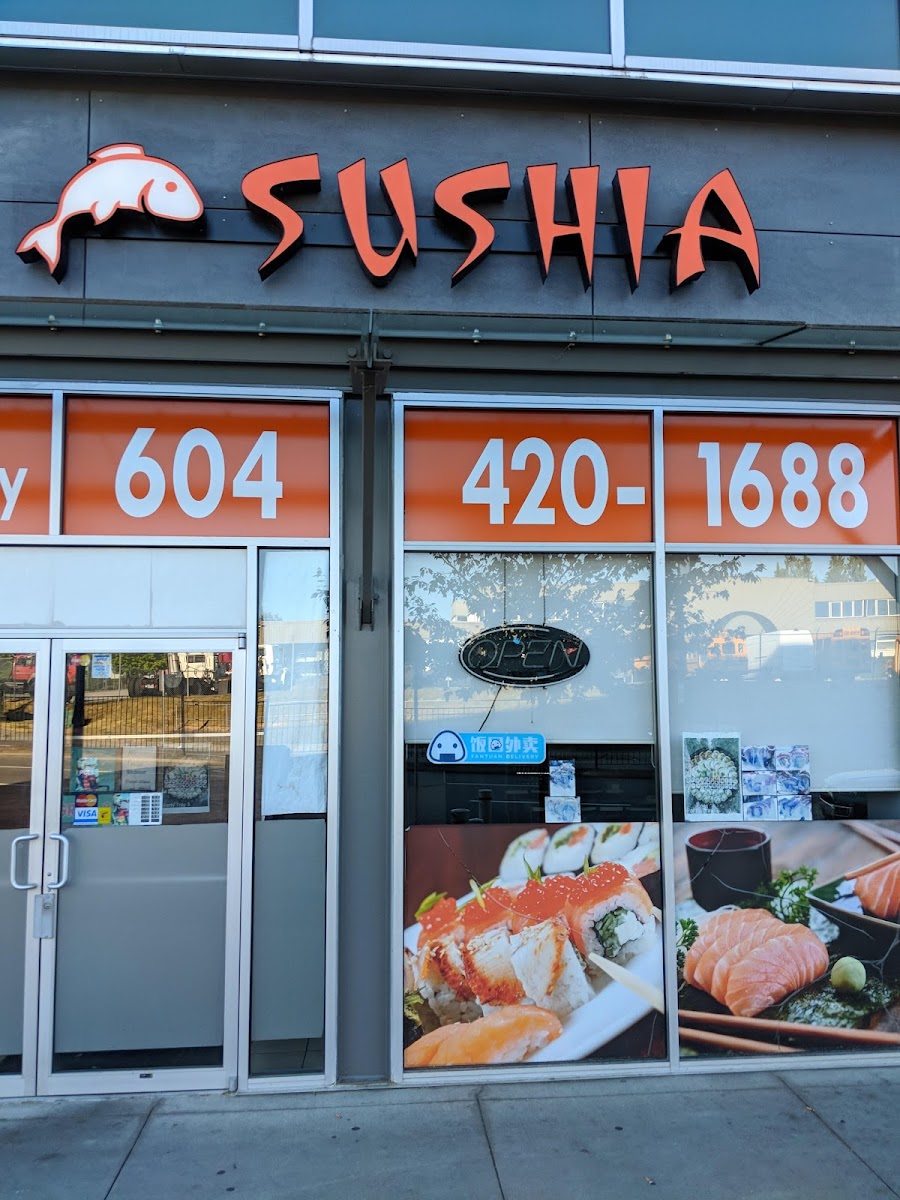 SUSHIA
y 604 420-1688
OPEN
饭团外卖
FANTUAN DELIVERY
VISA